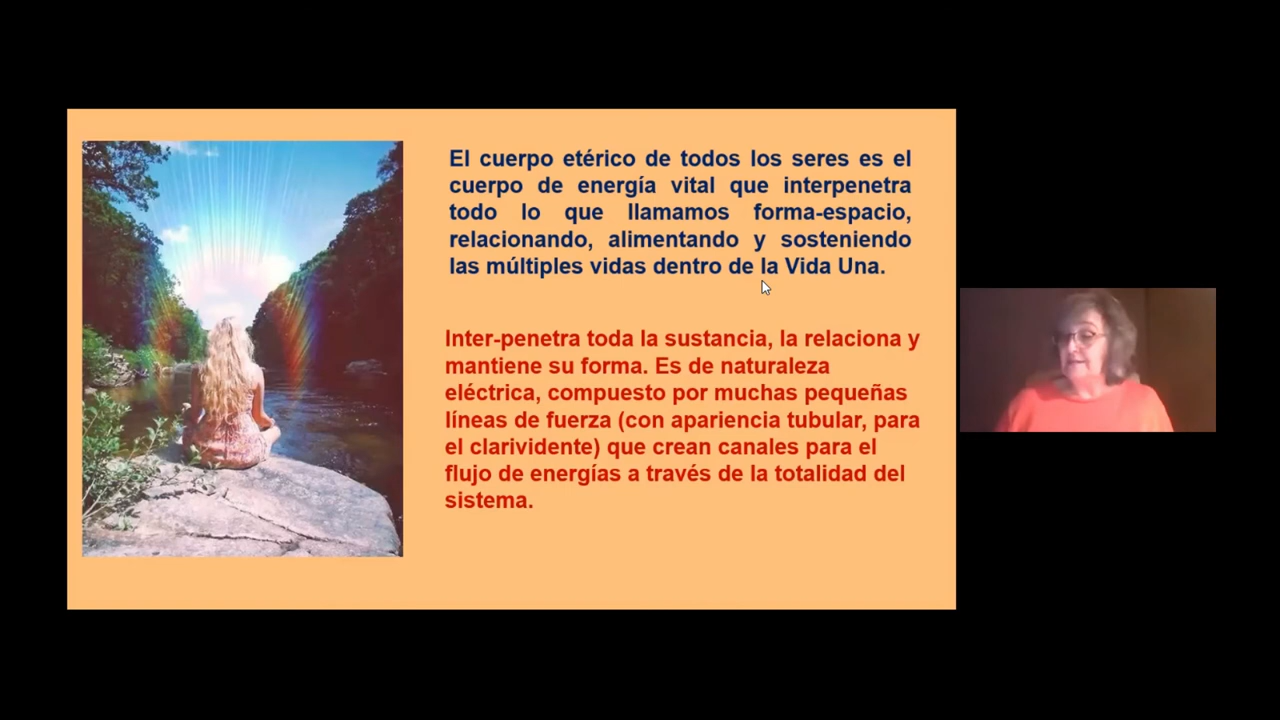 El cuerpo etérico de todos los seres es el
cuerpo de energía vital que interpenetra
todo lo que llamamos forma-espacio,
relacionando, alimentando y sosteniendo
las múltiples vidas dentro de la Vida Una.
Inter-penetra toda la sustancia, la relaciona y
mantiene su forma. Es de naturaleza
eléctrica, compuesto por muchas pequeñas
líneas de fuerza (con apariencia tubular, para
el clarividente) que crean canales para el
flujo de energías a través de la totalidad del
sistema.